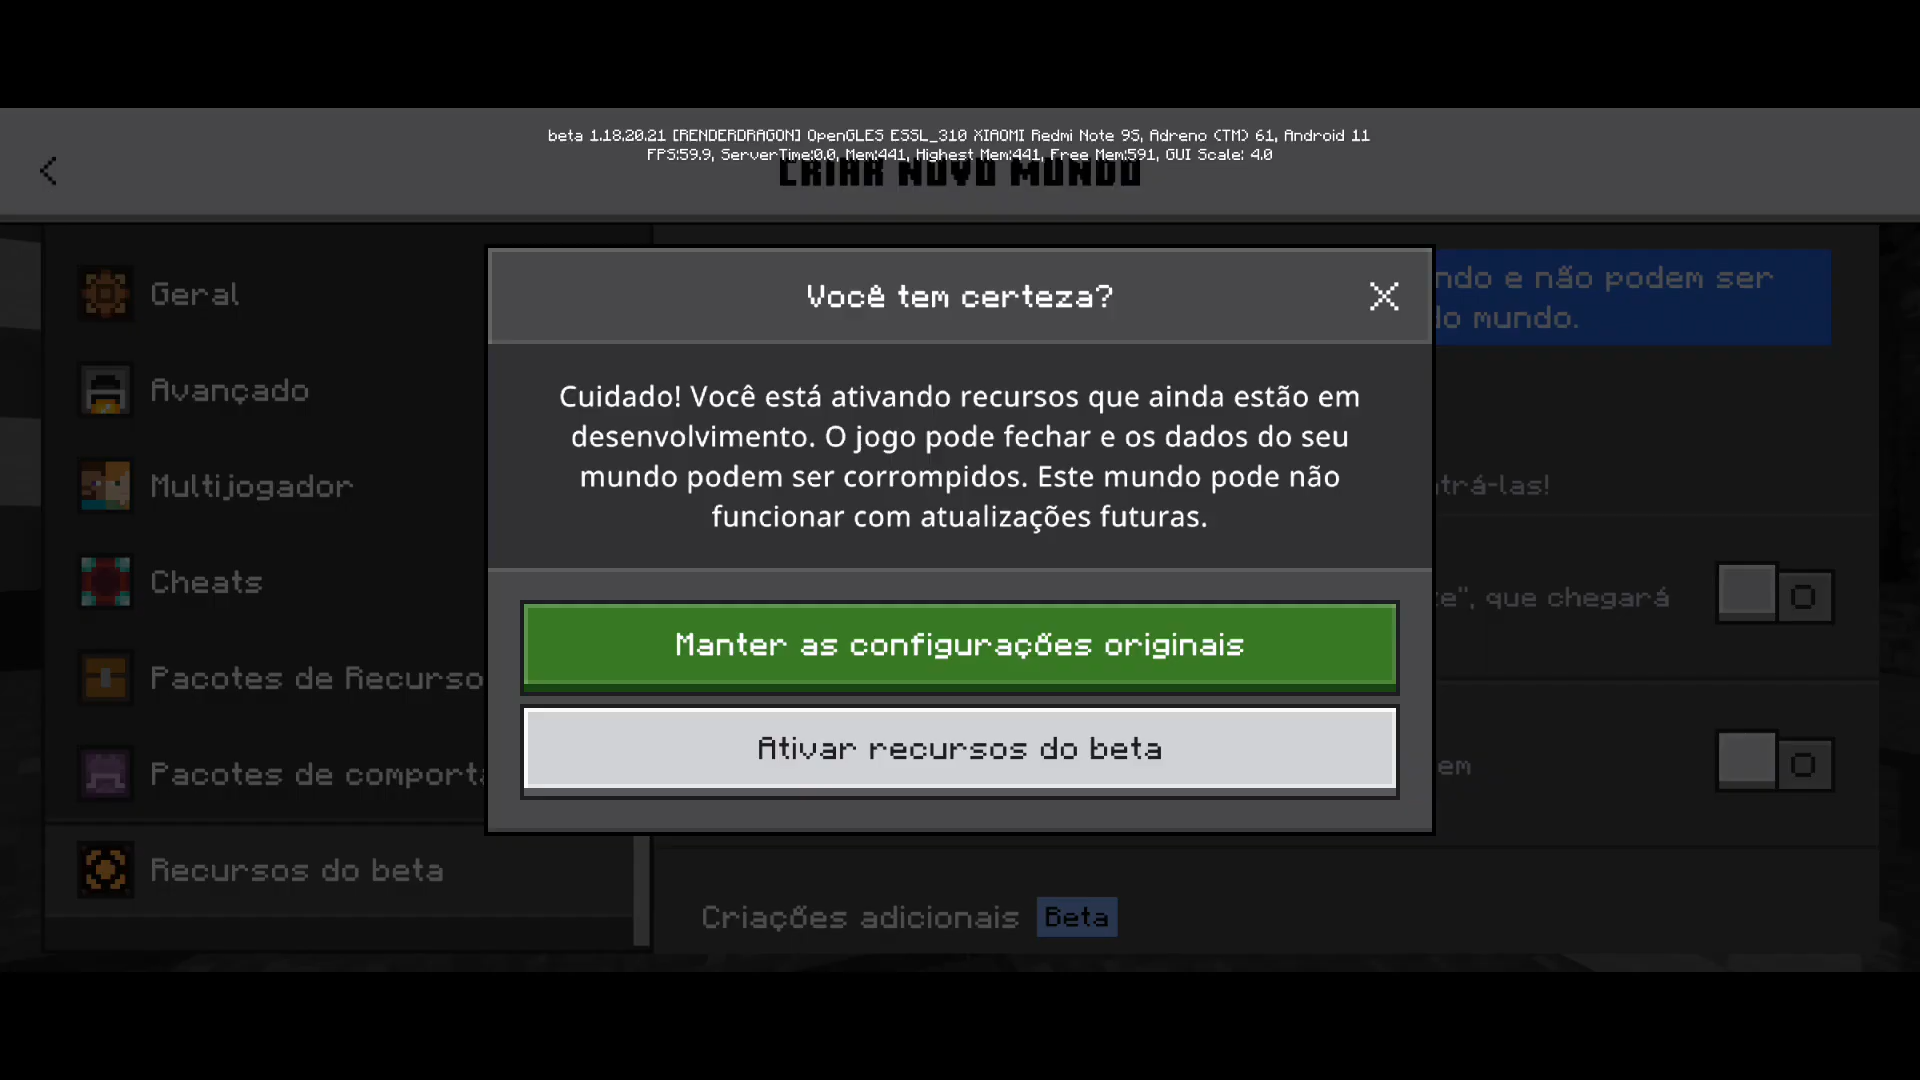 beta 1.18.20.21 [RENDERDRAGON] OpenGLES ESSL_310 XIAOMI Redmi Note 9S, Adreno (TM) 61, Android 11
FPS:59.9, ServerTime:0.0, Mem:441, Highest Mem:441, Free Mem:591, GUI Scale: 4.0
CRIAR NOVO MUNDO
Geral
Avançado
Multijogador
Cheats
Pacotes de Recurso
Pacotes de comport
Recursos do beta
Você tem certeza?
Cuidado! Você está ativando recursos que ainda estão em
desenvolvimento. O jogo pode fechar e os dados do seu
mundo podem ser corrompidos. Este mundo pode não
funcionar com atualizações futuras.
Manter as configurações originais
Ativar recursos do beta
ndo e não podem ser
do mundo.
ntrá-las!
te", que chegará
em
Criações adicionais Beta